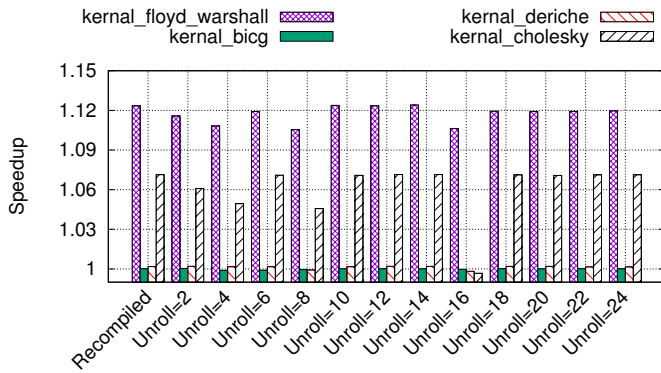 kernal_floyd_warshall
kernal_deriche
kernal_bicg
kernal_cholesky
1.15
1.12
1.09
1.06
1.03
1
Speedup
Recompiled
Unroll=2
Unroll=4
Unroll=6
Unroll=8
Unroll=10
Unroll=12
Unroll=14
Unroll=16
Unroll=18
Unroll=20
Unroll=22
Unroll=24